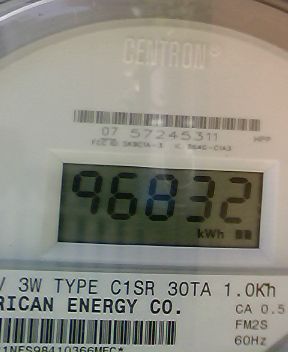 CENTRON®
07 57245311
96832
kWh
V 3W TYPE C1SR 30TA 1.0Kh
RICAN ENERGY CO.
CA 0.5
FM2S
60Hz